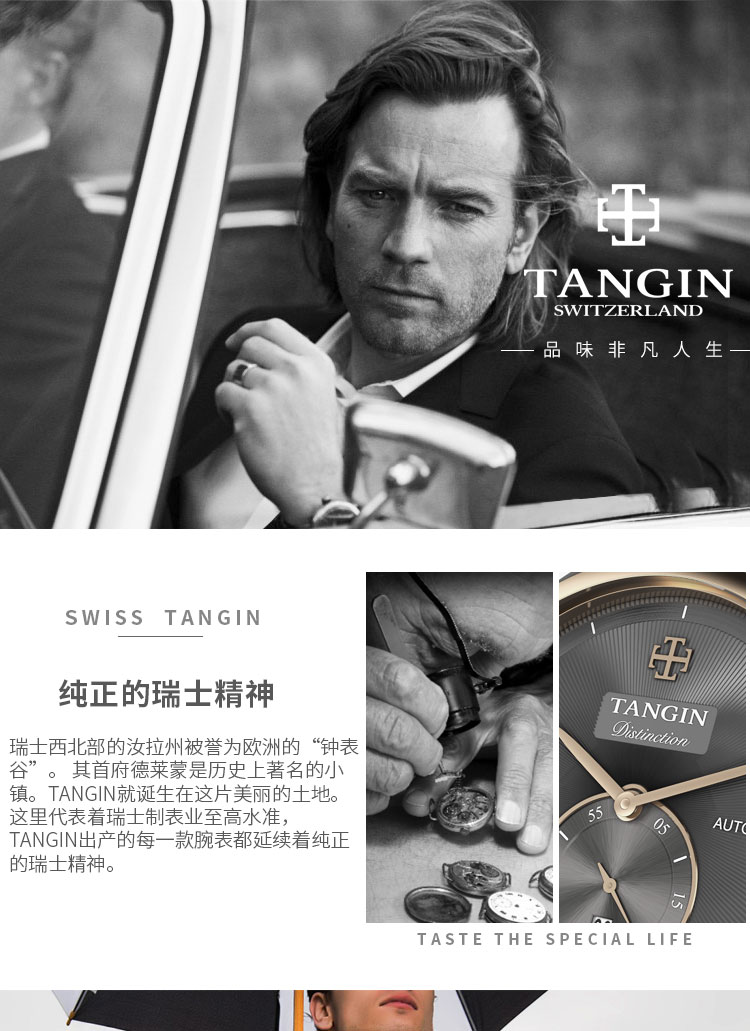 TANGIN
SWITZERLAND
品味非凡人生
SWISS TANGIN
纯正的瑞士精神
瑞士西北部的汝拉州被誉为欧洲的“钟表
谷”。其首府德莱蒙是历史上著名的小
镇。TANGIN就诞生在这片美丽的土地。
这里代表着瑞士制表业至高水准，
TANGIN出产的每一款腕表都延续着纯正
的瑞士精神。
TANGIN
Distinction
55
05
AUTO
15
TASTE THE SPECIAL LIFE